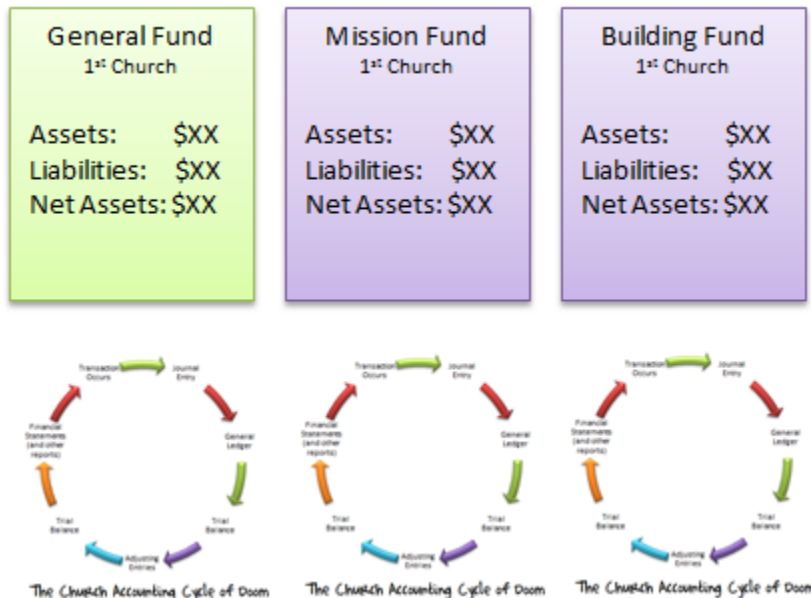 General Fund
1st Church
Assets: $XX
Liabilities: $XX
Net Assets: $XX
Mission Fund
1st Church
Assets: $XX
Liabilities: $XX
Net Assets: $XX
Building Fund
1st Church
Assets: $XX
Liabilities: $XX
Net Assets: $XX
Transaction
Occurs
Journal
Entry
General
Ledger
Trial
Balance
Adjusting
Entries
Trial
Balance
Financial
Statements
(and other
reports)
The Church Accounting Cycle of Doom
Transaction
Occurs
Journal
Entry
General
Ledger
Trial
Balance
Adjusting
Entries
Trial
Balance
Financial
Statements
(and other
reports)
The Church Accounting Cycle of Doom
Transaction
Occurs
Journal
Entry
General
Ledger
Trial
Balance
Adjusting
Entries
Trial
Balance
Financial
Statements
(and other
reports)
The Church Accounting Cycle of Doom